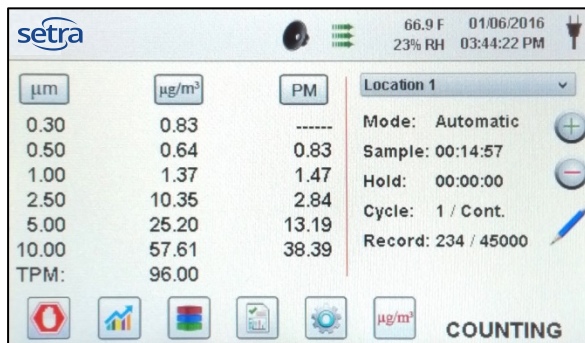 setra
66.9 F 01/06/2016
23% RH 03:44:22 PM
µm µg/m³ PM
0.30 0.83 ------
0.50 0.64 0.83
1.00 1.37 1.47
2.50 10.35 2.84
5.00 25.20 13.19
10.00 57.61 38.39
TPM: 96.00
Location 1
Mode: Automatic
Sample: 00:14:57
Hold: 00:00:00
Cycle: 1 / Cont.
Record: 234 / 45000
µg/m³
COUNTING